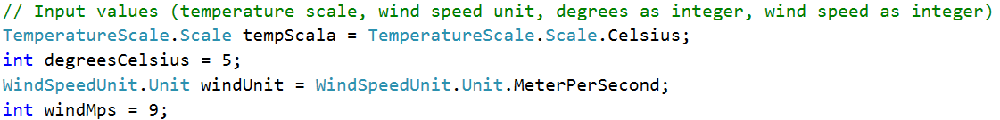 // Input values (temperature scale, wind speed unit, degrees as integer, wind speed as integer)
TemperatureScale.Scale tempScala = TemperatureScale.Scale.Celsius;
int degreesCelsius = 5;
WindSpeedUnit.Unit windUnit = WindSpeedUnit.Unit.MeterPerSecond;
int windMps = 9;